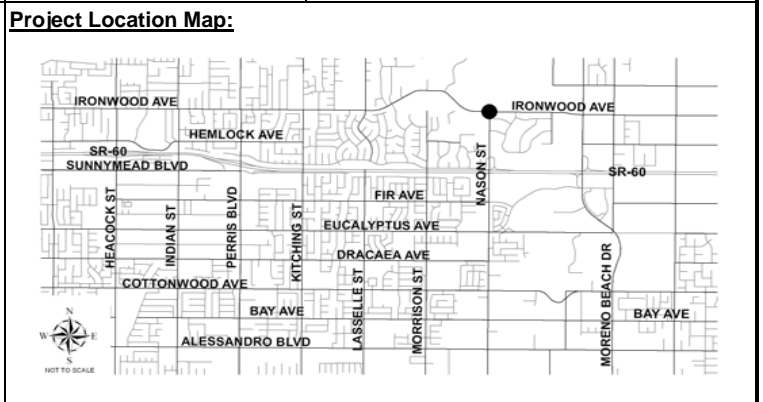 Project Location Map:
IRONWOOD AVE
IRONWOOD AVE
HEMLOCK AVE
SR-60
SUNNYMEAD BLVD
SR-60
NASON ST
FIR AVE
HEACOCK ST
INDIAN ST
PERRIS BLVD
KITCHING ST
EUCALYPTUS AVE
DRACAEA AVE
COTTONWOOD AVE
LASSELLE ST
MORRISON ST
MORENO BEACH DR
BAY AVE
BAY AVE
ALESSANDRO BLVD
N
W E
S
NOT TO SCALE